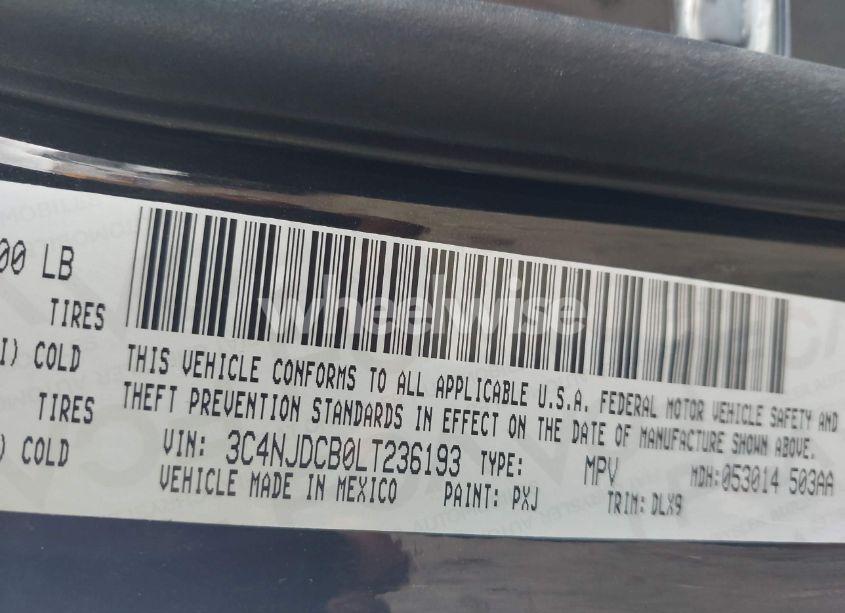 00 LB
TIRES
I) COLD
TIRES
) COLD
THIS VEHICLE CONFORMS TO ALL APPLICABLE U.S.A. FEDERAL MOTOR VEHICLE SAFETY AND
THEFT PREVENTION STANDARDS IN EFFECT ON THE DATE OF MANUFACTURE SHOWN ABOVE.
VIN: 3C4NJDCB0LT236193 TYPE: MPV MDH:053014 503AA
VEHICLE MADE IN MEXICO PAINT: PXJ TRIM: DLX9
wheelwise